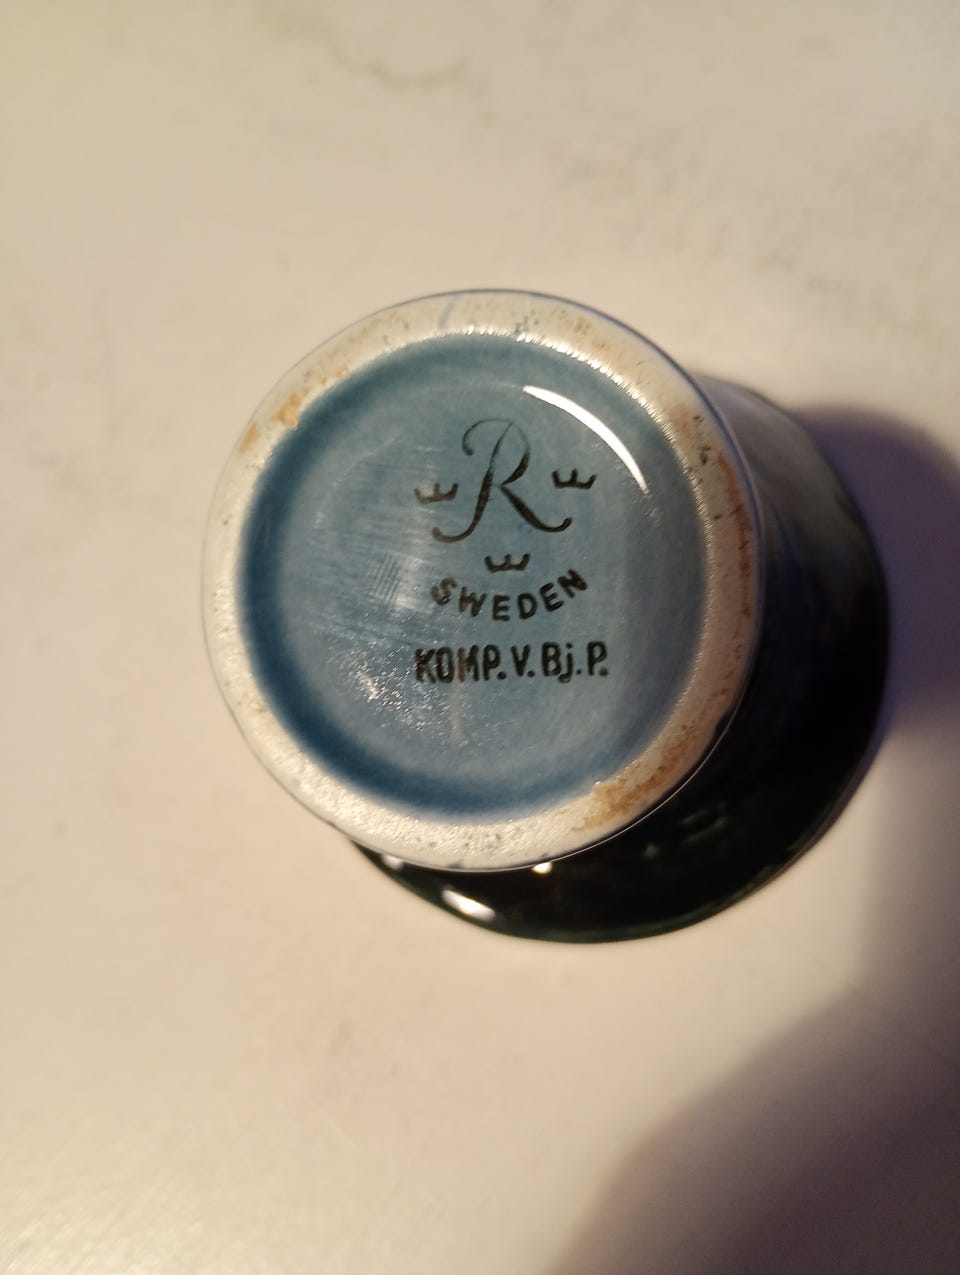 R
SWEDEN
KOMP. V. Bj. P.